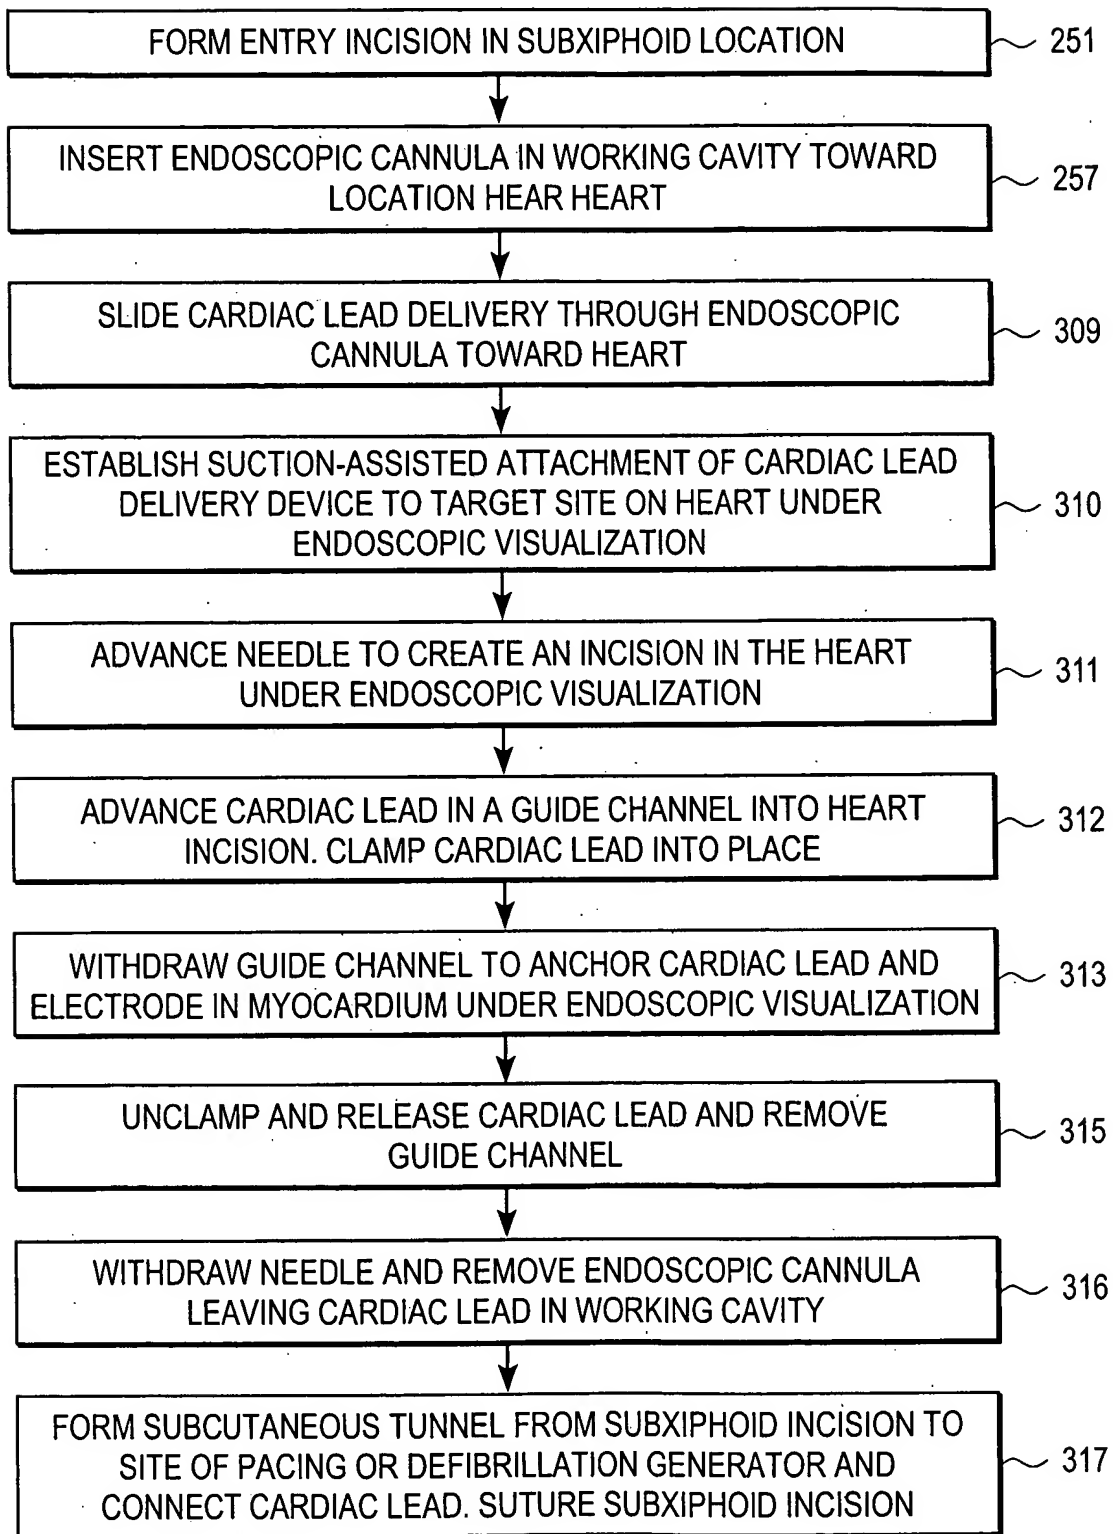 FORM ENTRY INCISION IN SUBXIPHOID LOCATION
251
INSERT ENDOSCOPIC CANNULA IN WORKING CAVITY TOWARD
LOCATION HEAR HEART
257
SLIDE CARDIAC LEAD DELIVERY THROUGH ENDOSCOPIC
CANNULA TOWARD HEART
309
ESTABLISH SUCTION-ASSISTED ATTACHMENT OF CARDIAC LEAD
DELIVERY DEVICE TO TARGET SITE ON HEART UNDER
ENDOSCOPIC VISUALIZATION
310
ADVANCE NEEDLE TO CREATE AN INCISION IN THE HEART
UNDER ENDOSCOPIC VISUALIZATION
311
ADVANCE CARDIAC LEAD IN A GUIDE CHANNEL INTO HEART
INCISION. CLAMP CARDIAC LEAD INTO PLACE
312
WITHDRAW GUIDE CHANNEL TO ANCHOR CARDIAC LEAD AND
ELECTRODE IN MYOCARDIUM UNDER ENDOSCOPIC VISUALIZATION
313
UNCLAMP AND RELEASE CARDIAC LEAD AND REMOVE
GUIDE CHANNEL
315
WITHDRAW NEEDLE AND REMOVE ENDOSCOPIC CANNULA
LEAVING CARDIAC LEAD IN WORKING CAVITY
316
FORM SUBCUTANEOUS TUNNEL FROM SUBXIPHOID INCISION TO
SITE OF PACING OR DEFIBRILLATION GENERATOR AND
CONNECT CARDIAC LEAD. SUTURE SUBXIPHOID INCISION
317